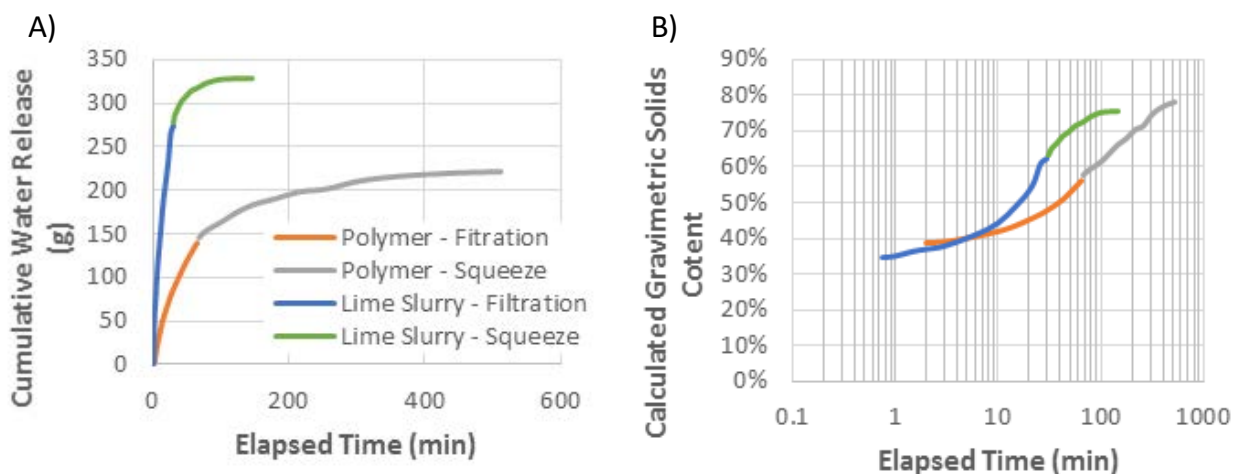 A)
Cumulative Water Release
(g)
350
300
250
200
150
100
50
0
Polymer - Fitration
Polymer - Squeeze
Lime Slurry - Filtration
Lime Slurry - Squeeze
0 200 400 600
Elapsed Time (min)
B)
Calculated Gravimetric Solids
Cotent
90%
80%
70%
60%
50%
40%
30%
20%
10%
0%
0.1 1 10 100 1000
Elapsed Time (min)